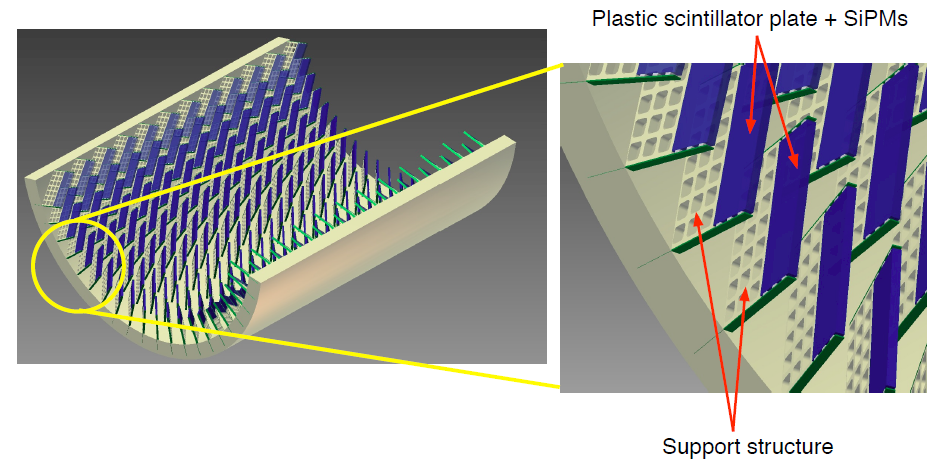 Plastic scintillator plate + SiPMs
Support structure